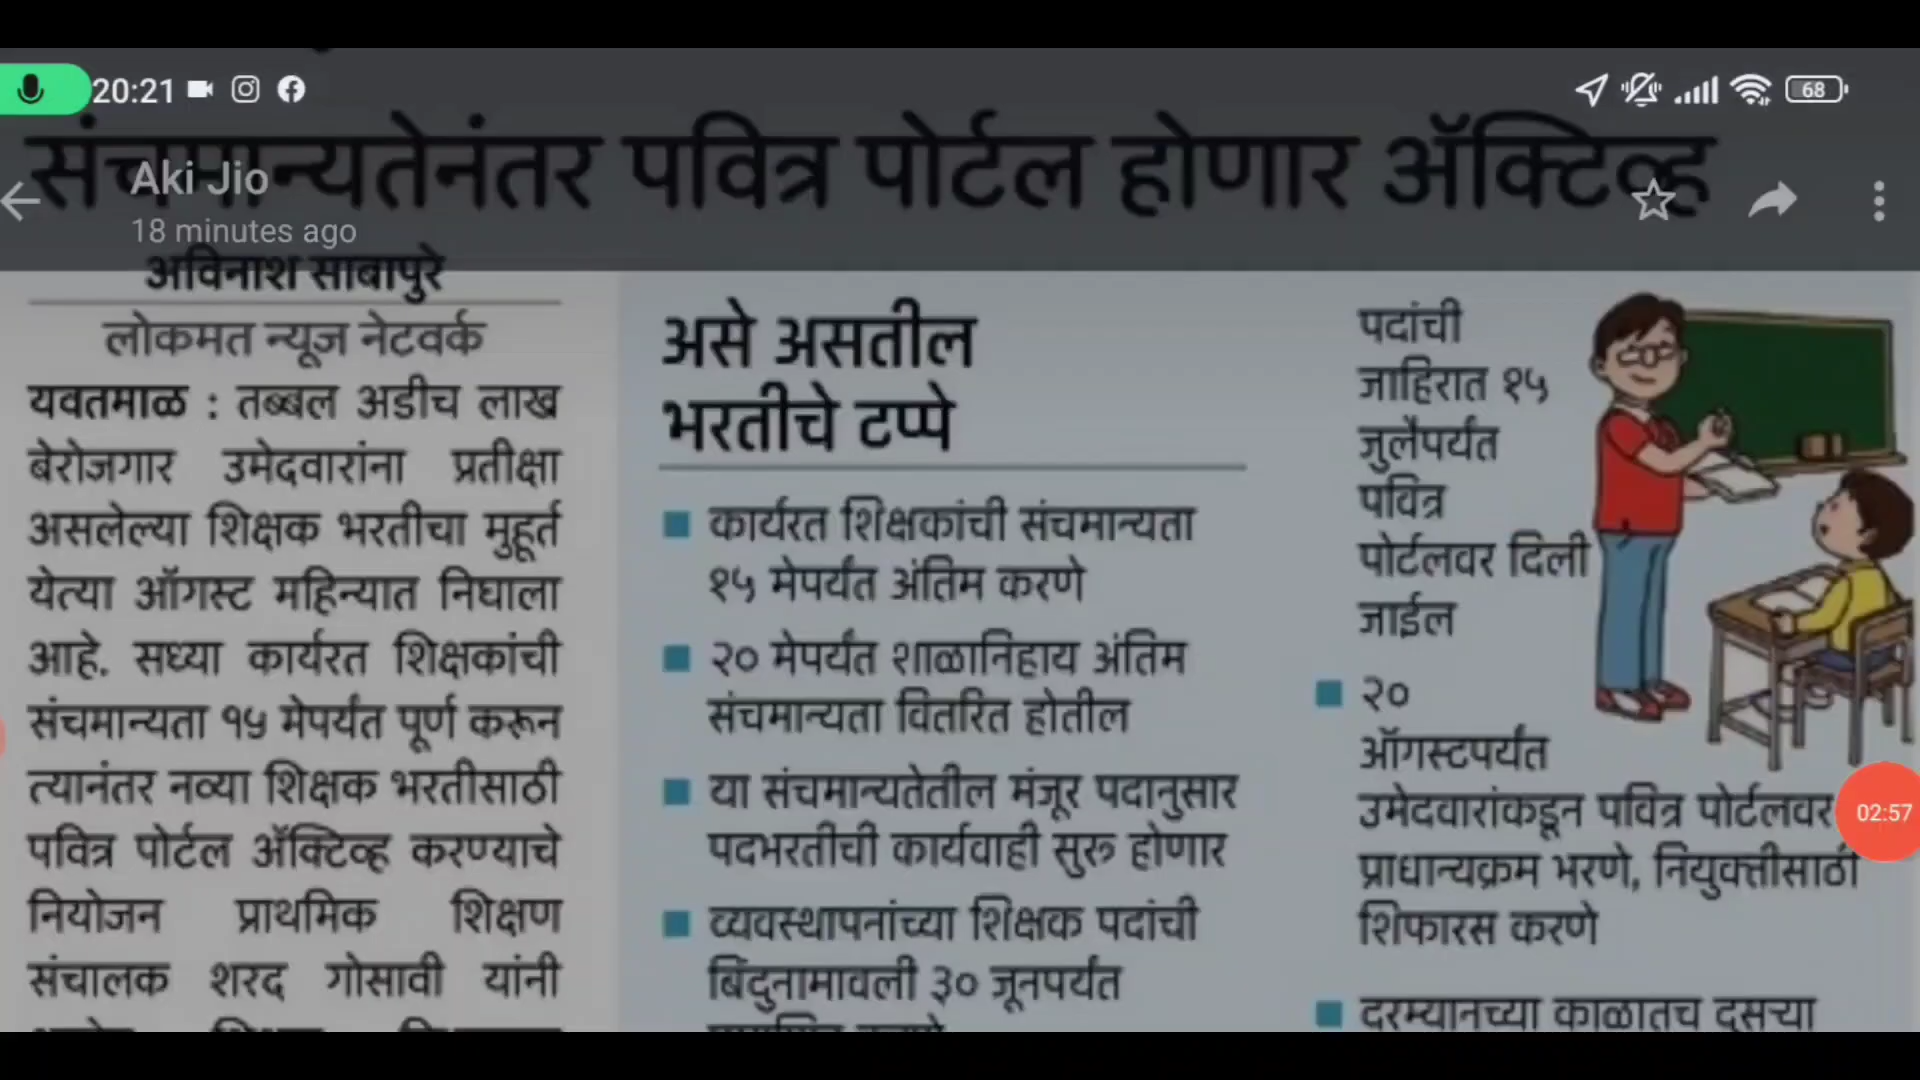 20:21
68
संचमान्यतेनंतर पवित्र पोर्टल होणार ॲक्टिव्ह
Aki Jio
18 minutes ago
अविनाश साबापुरे
लोकमत न्यूज नेटवर्क
यवतमाळ : तब्बल अडीच लाख
बेरोजगार उमेदवारांना प्रतीक्षा
असलेल्या शिक्षक भरतीचा मुहूर्त
येत्या ऑगस्ट महिन्यात निघाला
आहे. सध्या कार्यरत शिक्षकांची
संचमान्यता १५ मेपर्यंत पूर्ण करून
त्यानंतर नव्या शिक्षक भरतीसाठी
पवित्र पोर्टल ॲक्टिव्ह करण्याचे
नियोजन प्राथमिक शिक्षण
संचालक शरद गोसावी यांनी
असे असतील
भरतीचे टप्पे
कार्यरत शिक्षकांची संचमान्यता
१५ मेपर्यंत अंतिम करणे
२० मेपर्यंत शाळानिहाय अंतिम
संचमान्यता वितरित होतील
या संचमान्यतेतील मंजूर पदानुसार
पदभरतीची कार्यवाही सुरू होणार
व्यवस्थापनांच्या शिक्षक पदांची
बिंदुनामावली ३० जूनपर्यंत
पदांची
जाहिरात १५
जुलैपर्यंत
पवित्र
पोर्टलवर दिली
जाईल
२०
ऑगस्टपर्यंत
उमेदवारांकडून पवित्र पोर्टलवर
प्राधान्यक्रम भरणे, नियुक्तीसाठी
शिफारस करणे
दरम्यानच्या काळातच दुसऱ्या
02:57